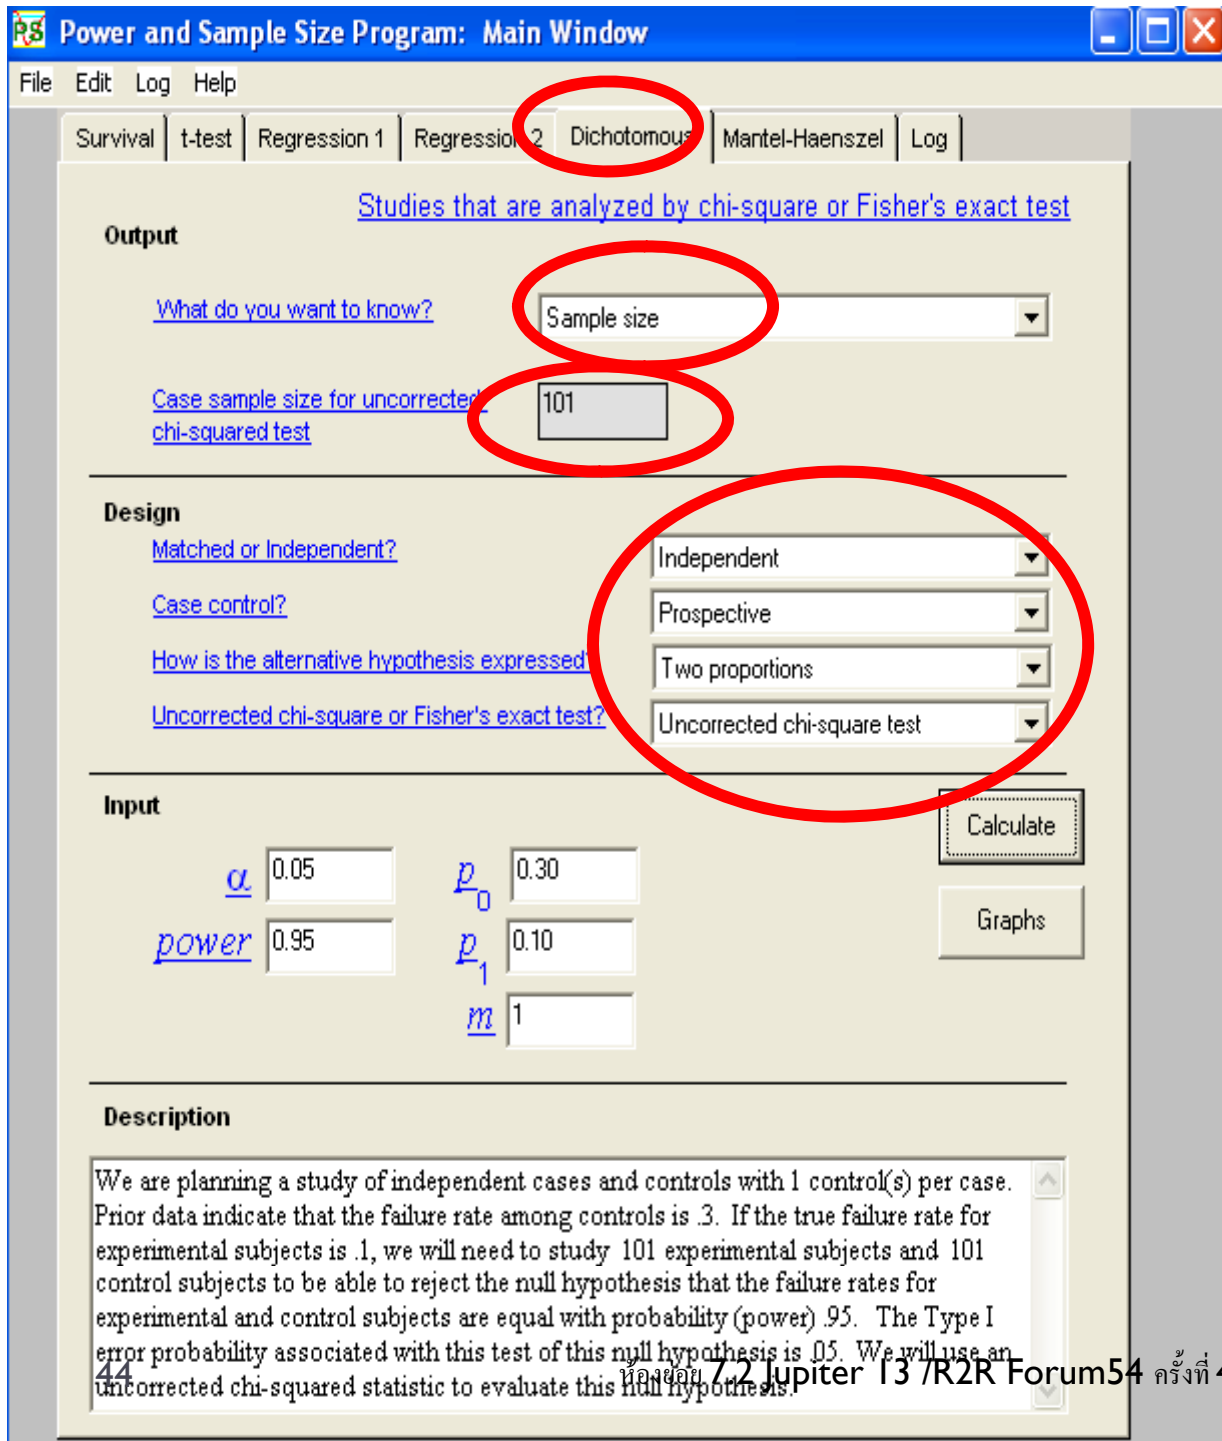 PS Power and Sample Size Program: Main Window
File Edit Log Help
Survival t-test Regression 1 Regression 2 Dichotomous Mantel-Haenszel Log
Studies that are analyzed by chi-square or Fisher's exact test
Output
What do you want to know? Sample size
Case sample size for uncorrected 101
chi-squared test
Design
Matched or Independent? Independent
Case control? Prospective
How is the alternative hypothesis expressed? Two proportions
Uncorrected chi-square or Fisher's exact test? Uncorrected chi-square test
Input
Calculate
α 0.05 p0 0.30
Graphs
power 0.95 p1 0.10
m 1
Description
We are planning a study of independent cases and controls with 1 control(s) per case.
Prior data indicate that the failure rate among controls is .3. If the true failure rate for
experimental subjects is .1, we will need to study 101 experimental subjects and 101
control subjects to be able to reject the null hypothesis that the failure rates for
experimental and control subjects are equal with probability (power) .95. The Type I
error probability associated with this test of this null hypothesis is .05. We will use an
uncorrected chi-squared statistic to evaluate this null hypothesis.
44 ห้องย่อย 7.2 Jupiter 13 /R2R Forum54 ครั้งที่ 4